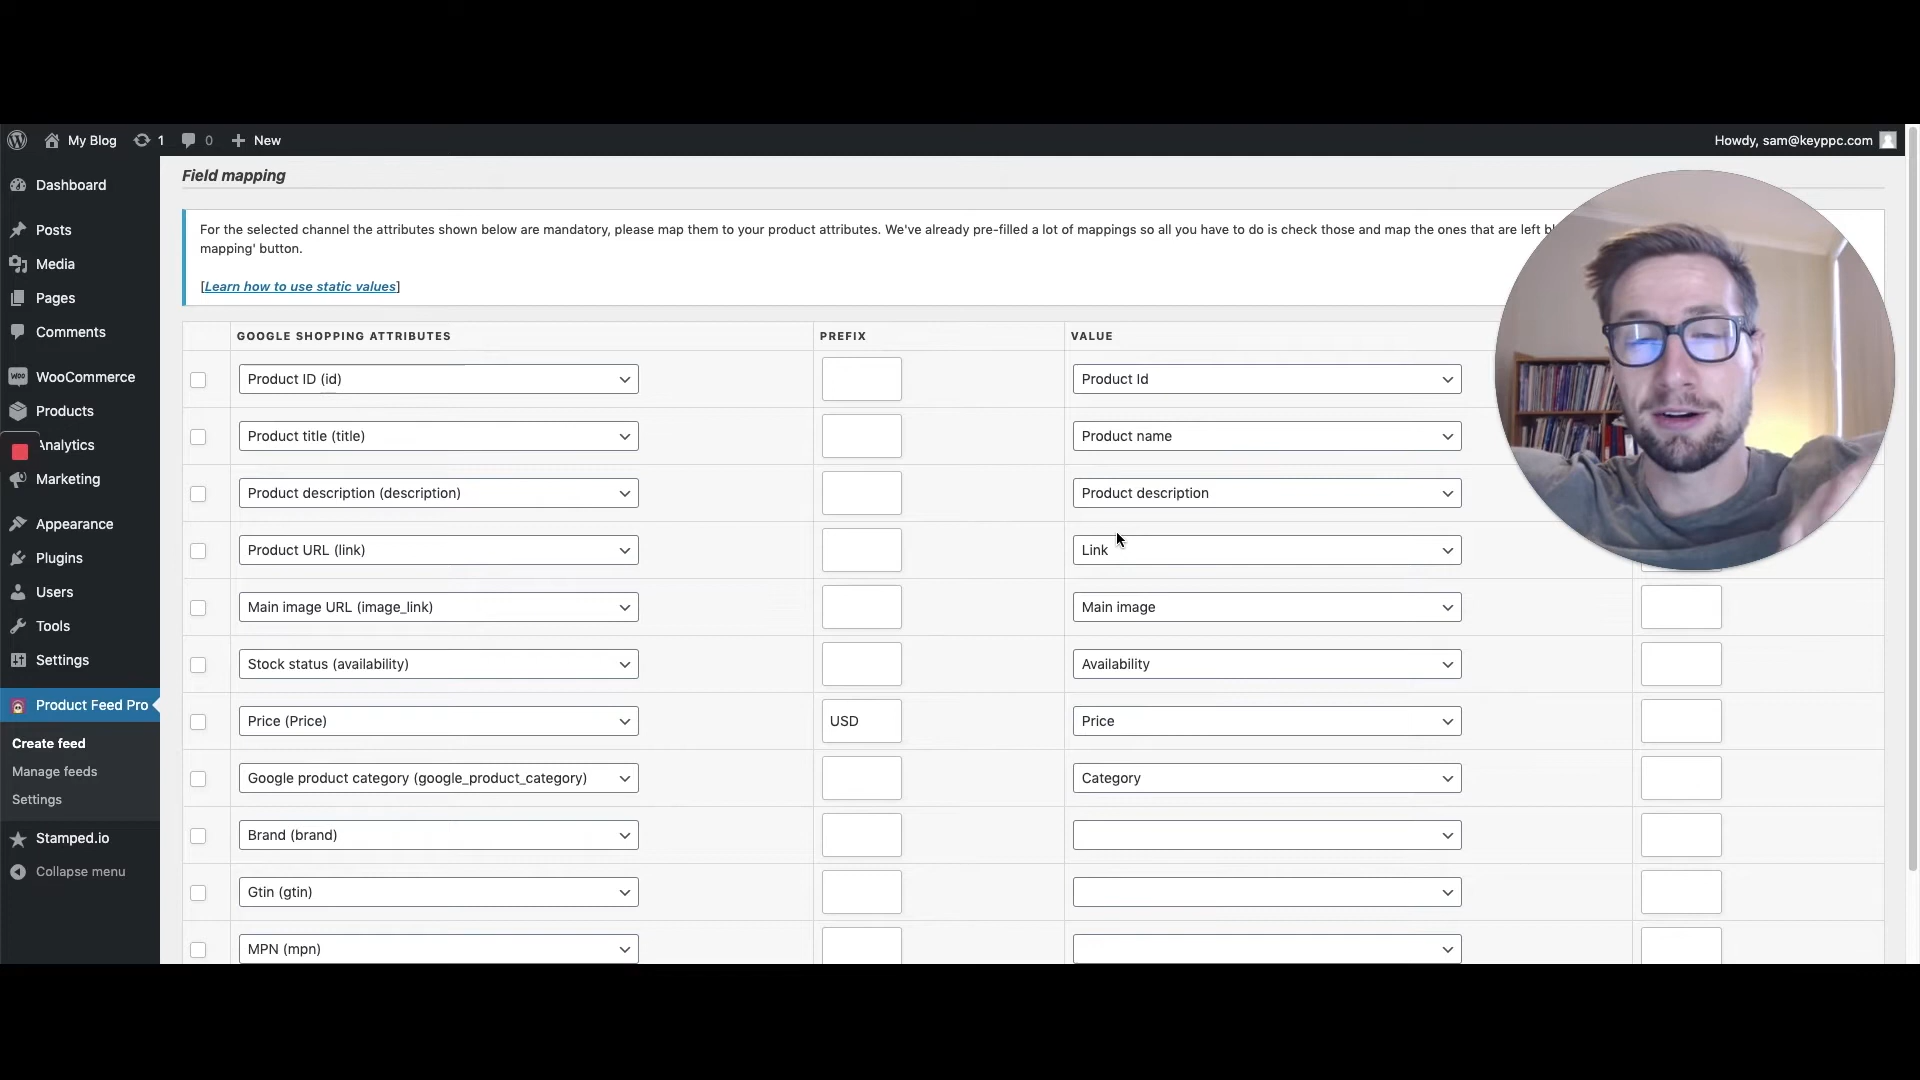 My Blog 1 0 New Howdy, sam@keyppc.com
Dashboard
Posts
Media
Pages
Comments
WooCommerce
Products
Analytics
Marketing
Appearance
Plugins
Users
Tools
Settings
Product Feed Pro
Create feed
Manage feeds
Settings
Stamped.io
Collapse menu
Field mapping
For the selected channel the attributes shown below are mandatory, please map them to your product attributes. We've already pre-filled a lot of mappings so all you have to do is check those and map the ones that are left
mapping' button.
[Learn how to use static values]
GOOGLE SHOPPING ATTRIBUTES PREFIX VALUE
Product ID (id) Product Id
Product title (title) Product name
Product description (description) Product description
Product URL (link) Link
Main image URL (image_link) Main image
Stock status (availability) Availability
Price (Price) USD Price
Google product category (google_product_category) Category
Brand (brand)
Gtin (gtin)
MPN (mpn)